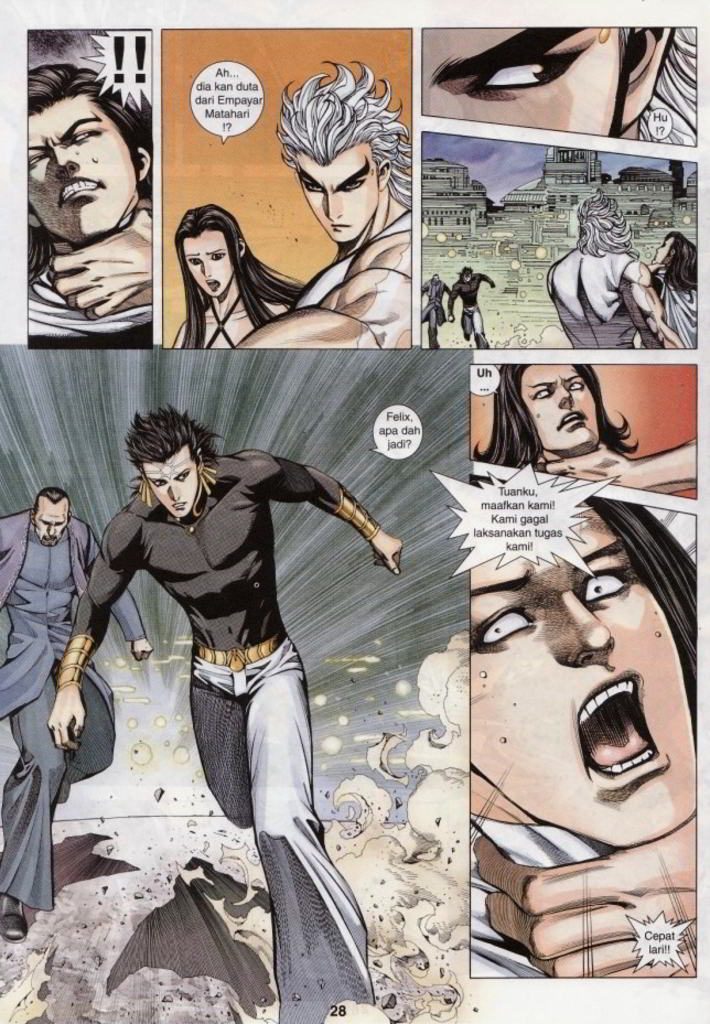 !!
Ah...
dia kan duta
dari Empayar
Matahari
!?
Hu
!?
Felix,
apa dah
jadi?
Uh
...
Tuanku,
maafkan kami!
Kami gagal
laksanakan tugas
kami!
Cepat
lari!!
28